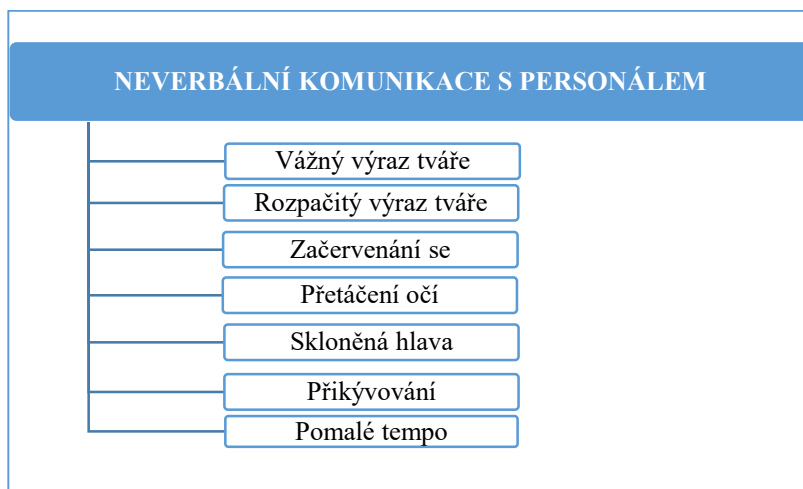 NEVERBÁLNÍ KOMUNIKACE S PERSONÁLEM
Vážný výraz tváře
Rozpačitý výraz tváře
Začervenání se
Přetáčení očí
Skloněná hlava
Přikývování
Pomalé tempo